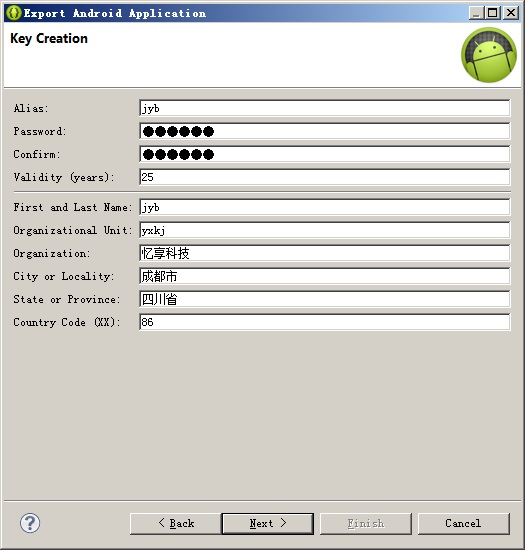 Export Android Application
Key Creation
Alias: jyb
Password: ●●●●●●
Confirm: ●●●●●●
Validity (years): 25
First and Last Name: jyb
Organizational Unit: yxkj
Organization: 忆享科技
City or Locality: 成都市
State or Province: 四川省
Country Code (XX): 86
? < Back Next > Finish Cancel